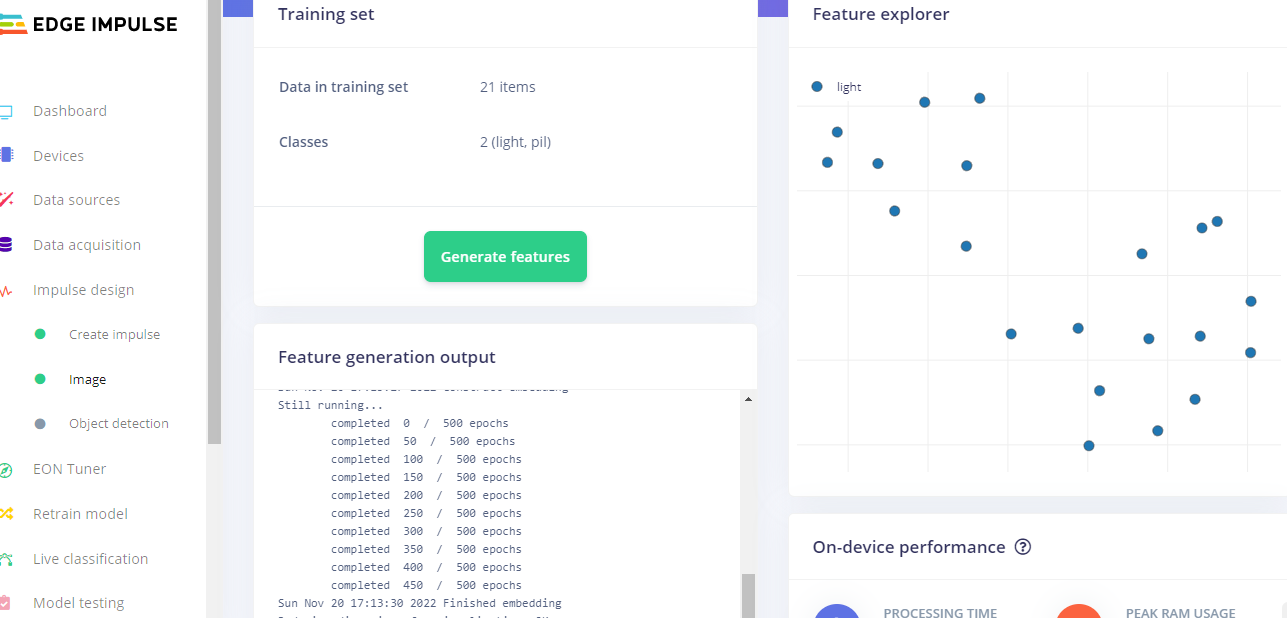 EDGE IMPULSE
Dashboard
Devices
Data sources
Data acquisition
Impulse design
Create impulse
Image
Object detection
EON Tuner
Retrain model
Live classification
Model testing
Training set
Data in training set 21 items
Classes 2 (light, pil)
Generate features
Feature generation output
Still running...
completed 0 / 500 epochs
completed 50 / 500 epochs
completed 100 / 500 epochs
completed 150 / 500 epochs
completed 200 / 500 epochs
completed 250 / 500 epochs
completed 300 / 500 epochs
completed 350 / 500 epochs
completed 400 / 500 epochs
completed 450 / 500 epochs
Sun Nov 20 17:13:30 2022 Finished embedding
Feature explorer
light
On-device performance ?
PROCESSING TIME
PEAK RAM USAGE